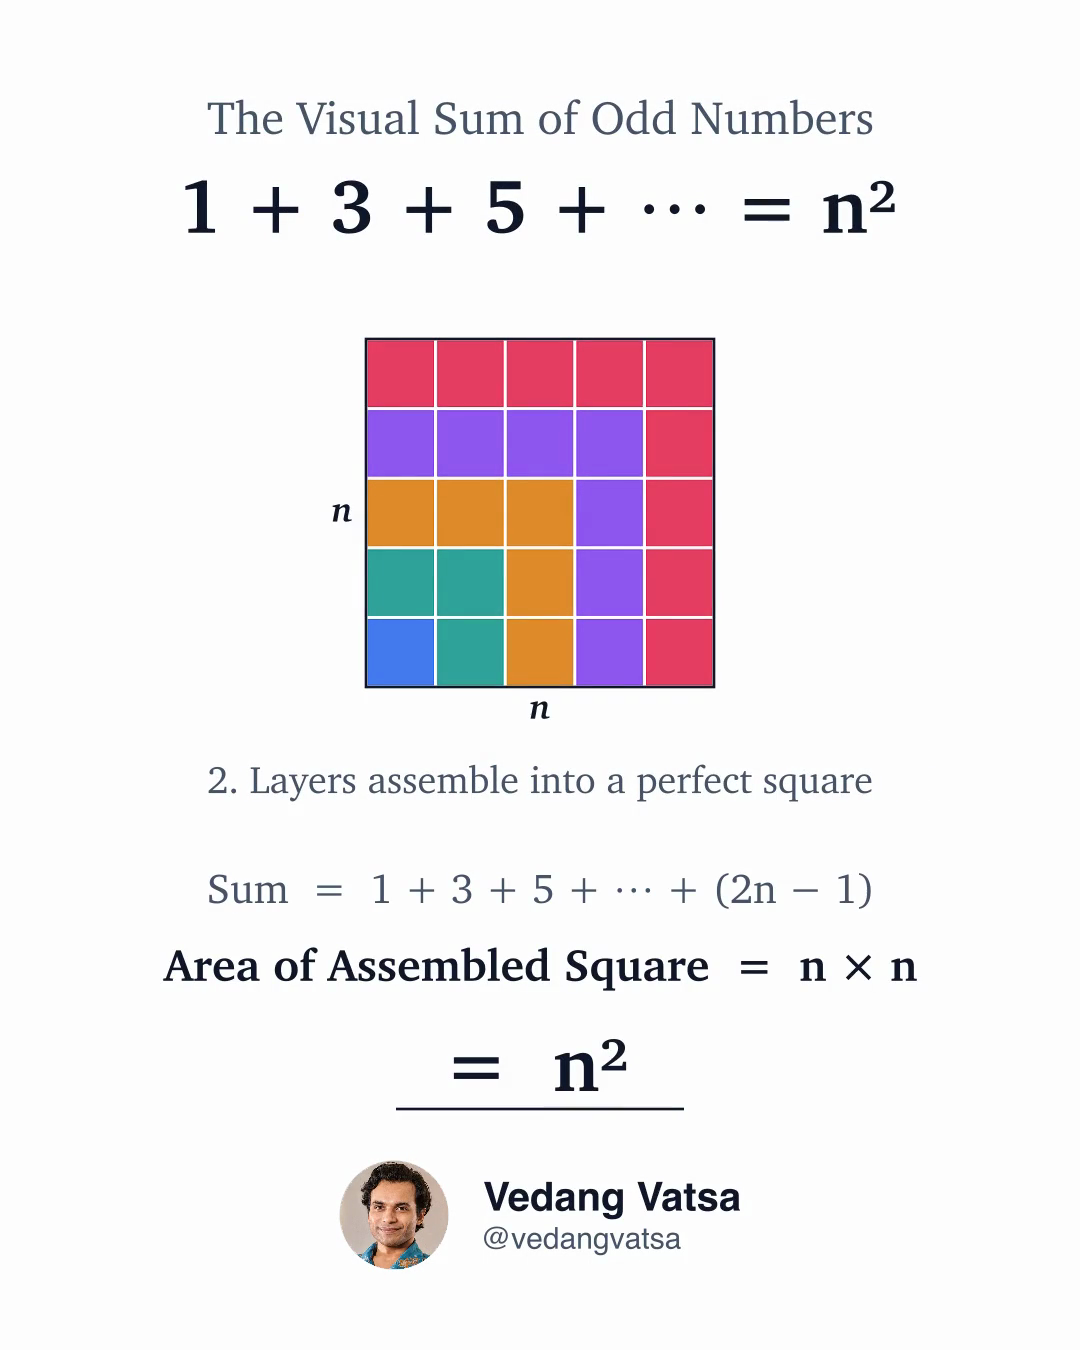 The Visual Sum of Odd Numbers
1 + 3 + 5 + ⋯ = n²
n
n
2. Layers assemble into a perfect square
Sum = 1 + 3 + 5 + ⋯ + (2n − 1)
Area of Assembled Square = n × n
= n²
Vedang Vatsa
@vedangvatsa